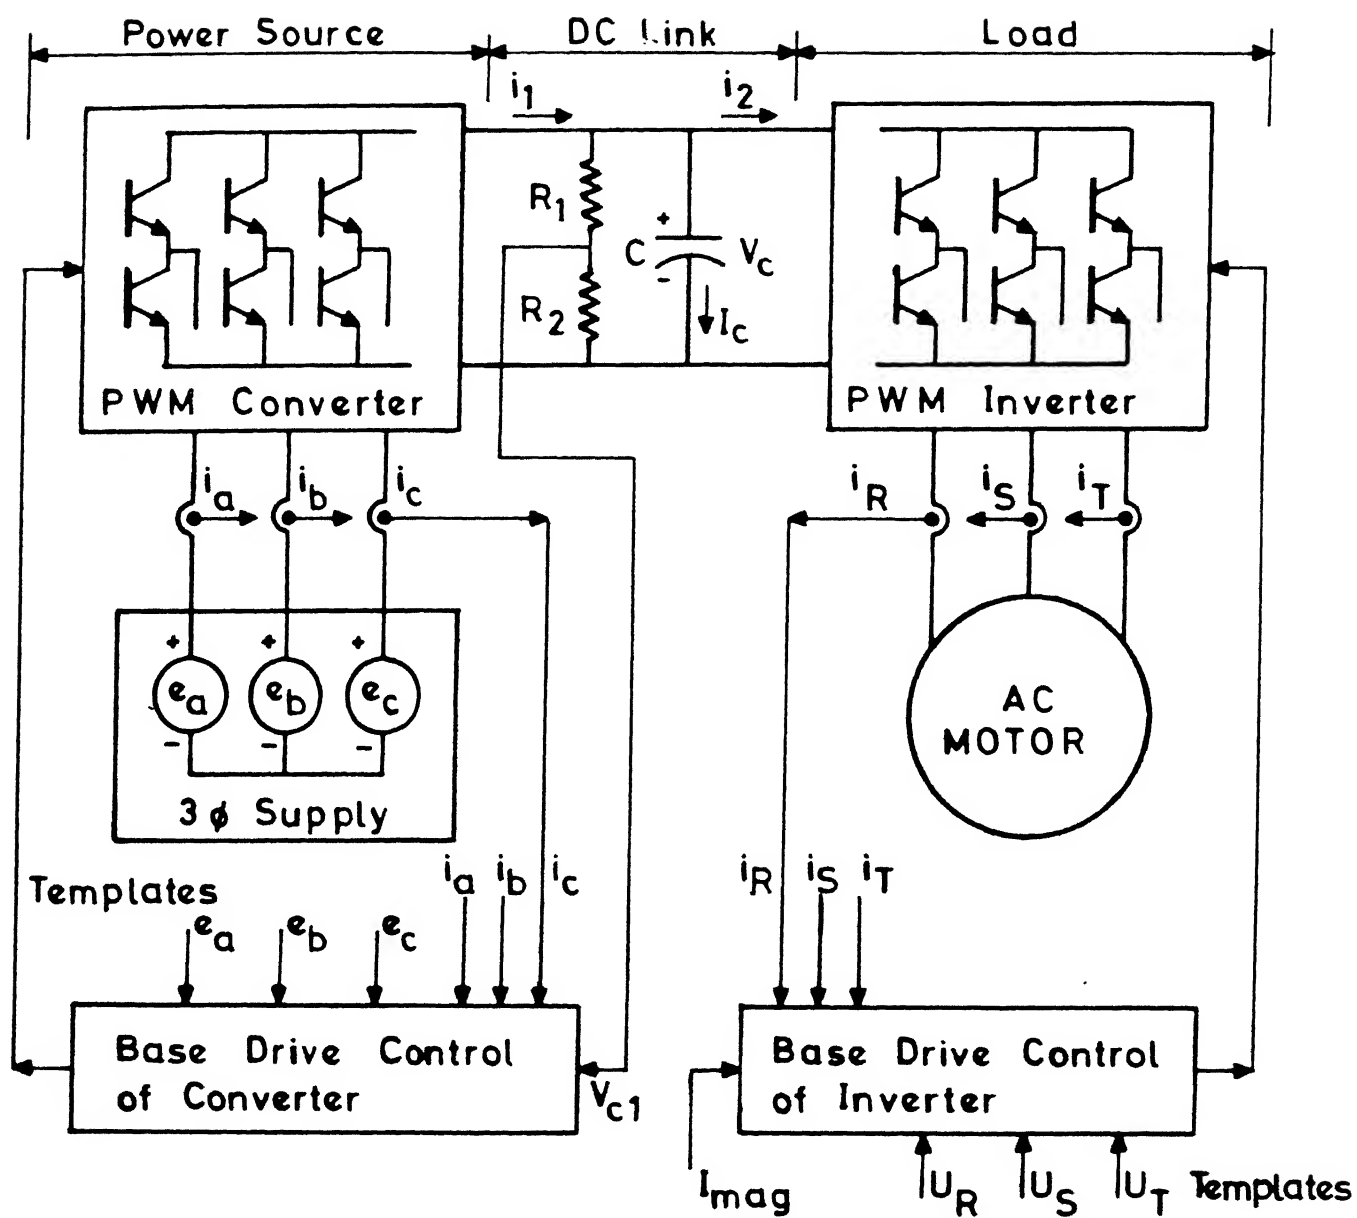 Power Source DC Link Load
i1 i2
R1
+
C Vc
-
R2 Ic
PWM Converter PWM Inverter
ia ib ic iR iS iT
+ + +
ea eb ec
- - -
3ϕ Supply
AC
MOTOR
Templates
ia ib ic iR iS iT
ea eb ec
Base Drive Control
of Converter
Vc1
Base Drive Control
of Inverter
Imag UR US UT Templates